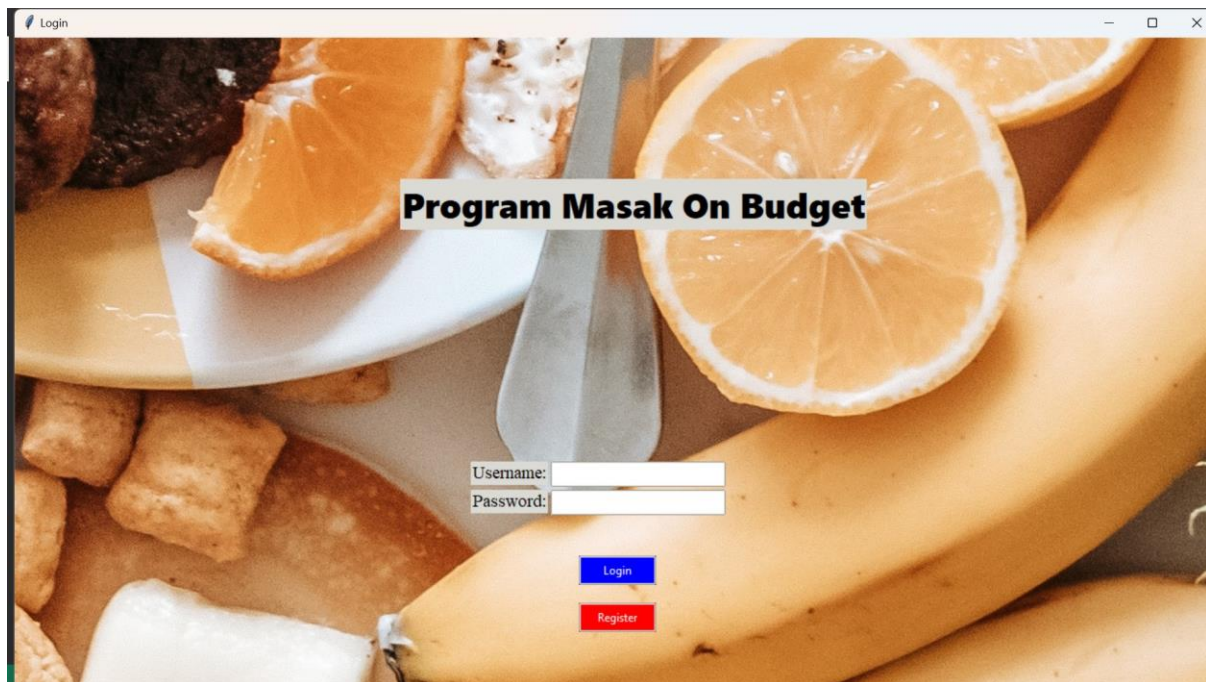 Login
Program Masak On Budget
Username:
Password:
Login
Register